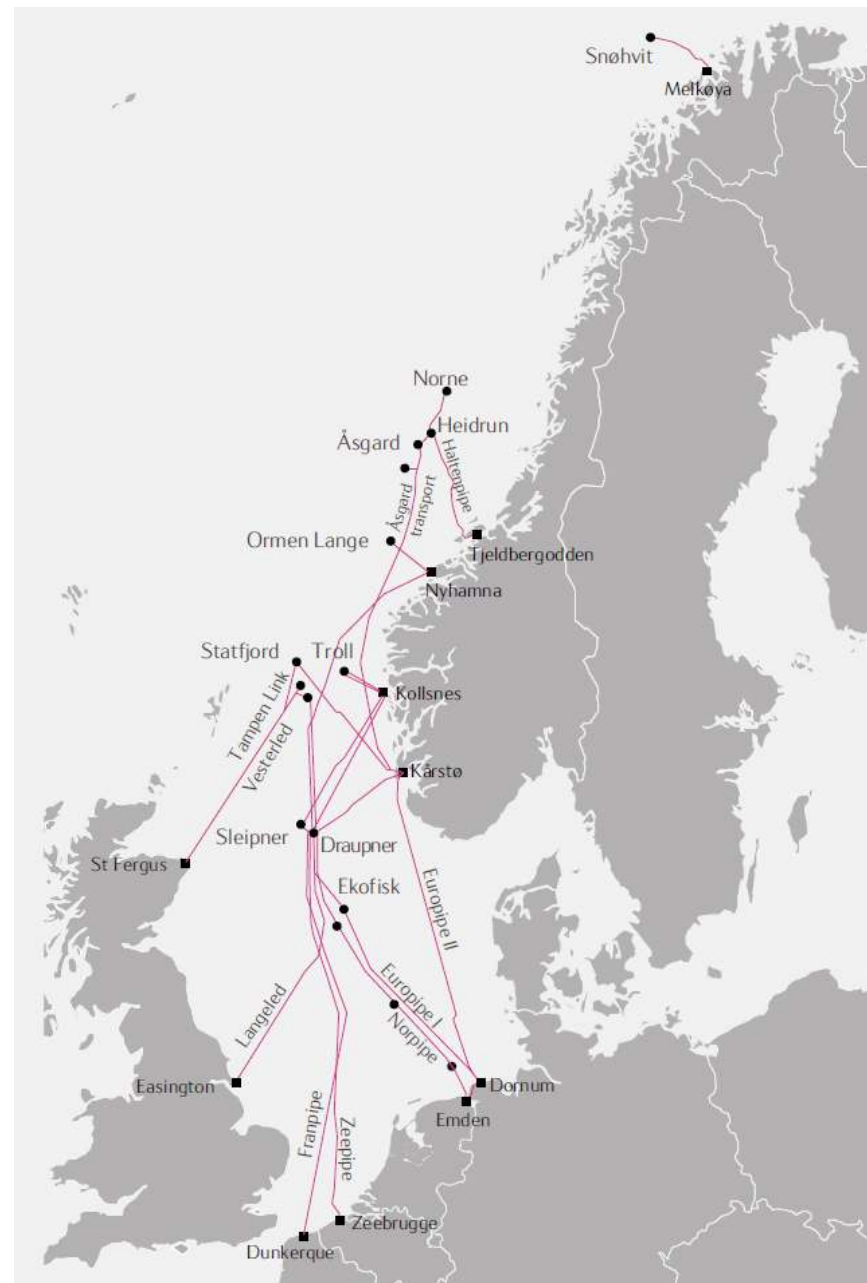 Snøhvit
Melkøya
Norne
Heidrun
Åsgard
Haltenpipe
Åsgard
transport
Ormen Lange
Tjeldbergodden
Nyhamna
Statfjord
Troll
Tampen Link
Kollsnes
Vesterled
Kårstø
Sleipner
Draupner
St Fergus
Ekofisk
Europipe II
Europipe I
Norpipe
Langeled
Easington
Dornum
Emden
Franpipe
Zeepipe
Zeebrugge
Dunkerque